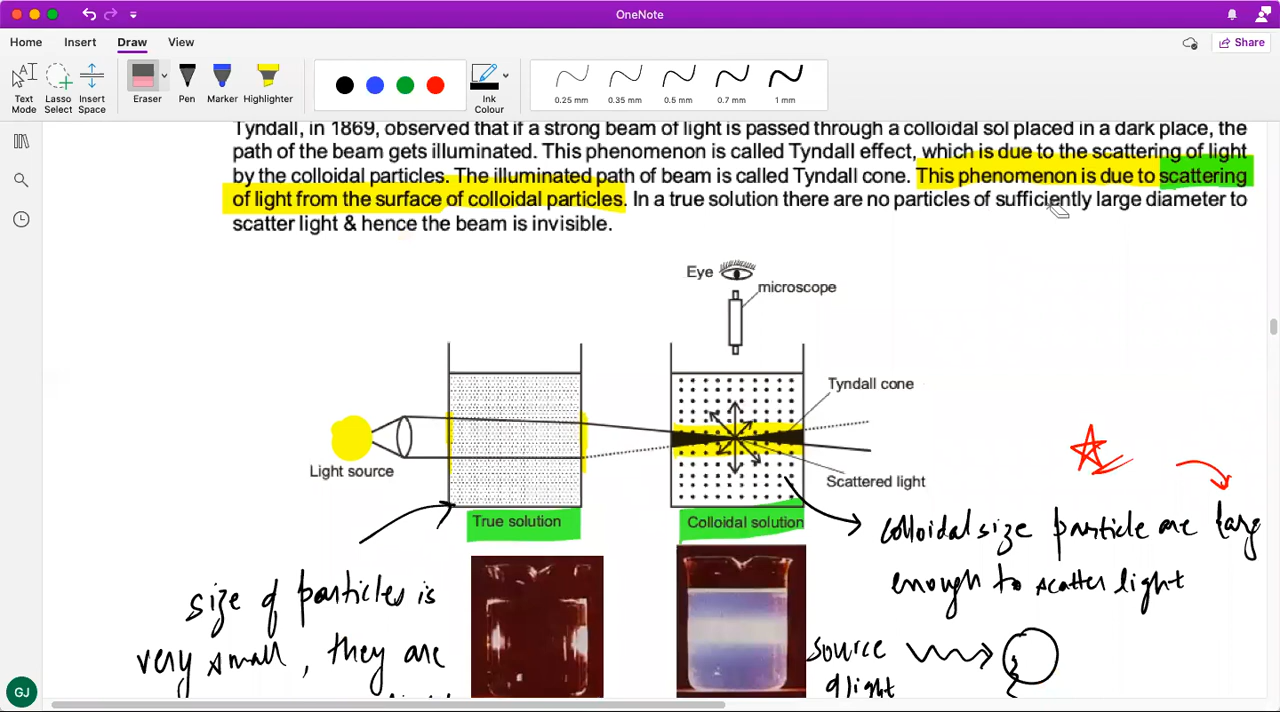 OneNote
Home Insert Draw View
Share
Text Mode
Lasso Select
Insert Space
Eraser
Pen
Marker
Highlighter
Ink Colour
0.25 mm
0.35 mm
0.5 mm
0.7 mm
1 mm
Tyndall, in 1869, observed that if a strong beam of light is passed through a colloidal sol placed in a dark place, the
path of the beam gets illuminated. This phenomenon is called Tyndall effect, which is due to the scattering of light
by the colloidal particles. The illuminated path of beam is called Tyndall cone. This phenomenon is due to scattering
of light from the surface of colloidal particles. In a true solution there are no particles of sufficiently large diameter to
scatter light & hence the beam is invisible.
Eye
microscope
Tyndall cone
Light source
Scattered light
True solution
Colloidal solution
colloidal size particle are large
enough to scatter light
size of particles is
very small, they are
source
of light
GJ